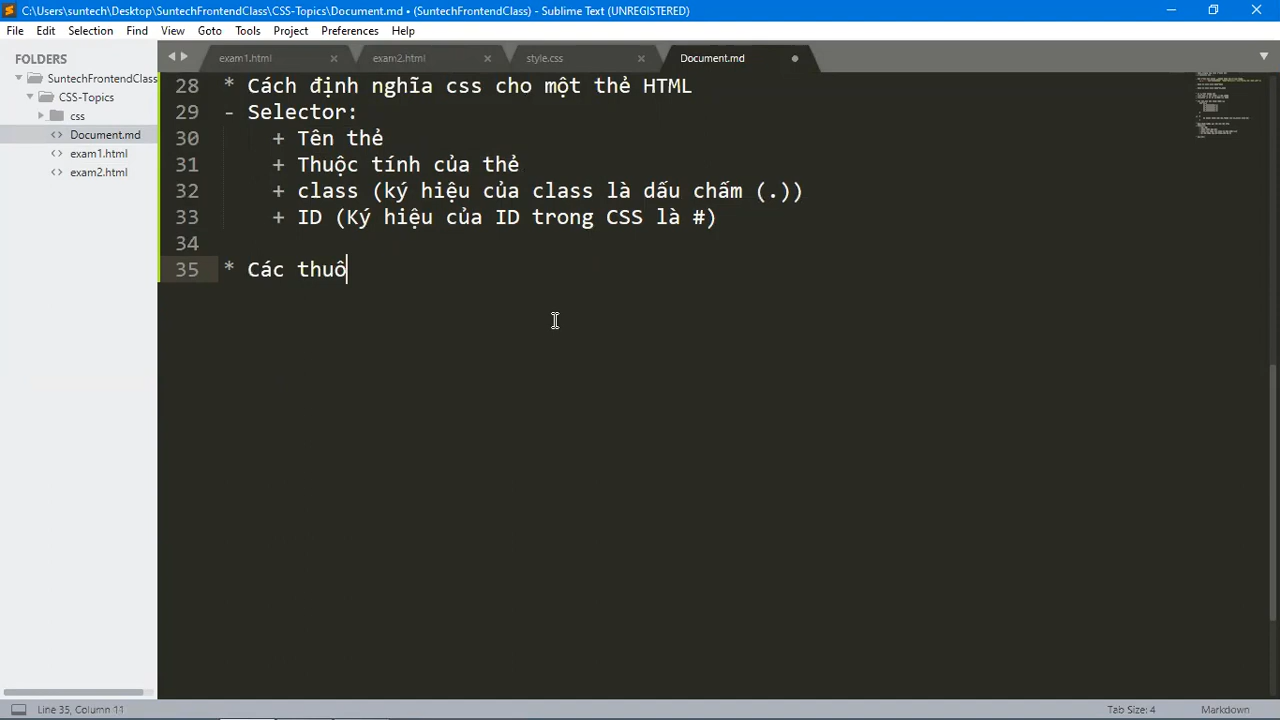 C:\Users\suntech\Desktop\SuntechFrontendClass\CSS-Topics\Document.md • (SuntechFrontendClass) - Sublime Text (UNREGISTERED)
File Edit Selection Find View Goto Tools Project Preferences Help
FOLDERS
SuntechFrontendClass
CSS-Topics
css
Document.md
exam1.html
exam2.html
exam1.html exam2.html style.css Document.md
28 * Cách định nghĩa css cho một thẻ HTML
29 - Selector:
30 + Tên thẻ
31 + Thuộc tính của thẻ
32 + class (ký hiệu của class là dấu chấm (.))
33 + ID (Ký hiệu của ID trong CSS là #)
34
35 * Các thuô
Line 35, Column 11 Tab Size: 4 Markdown